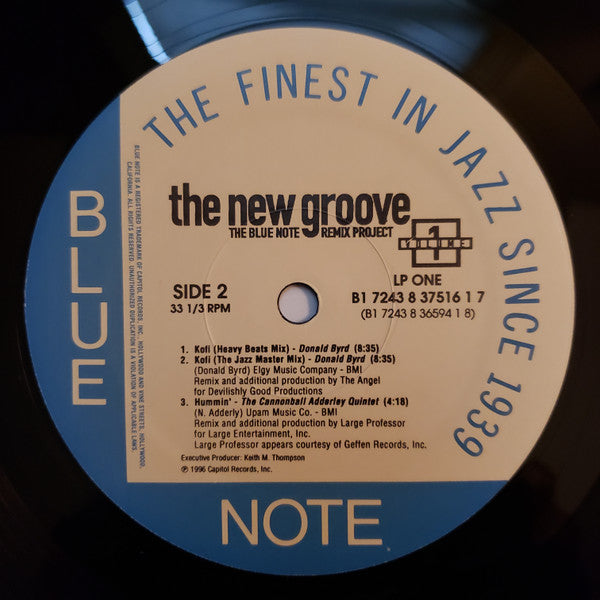 THE FINEST IN JAZZ SINCE 1939
BLUE
NOTE
BLUE NOTE IS A REGISTERED TRADEMARK OF CAPITOL RECORDS, INC. HOLLYWOOD AND VINE STREETS, HOLLYWOOD,
CALIFORNIA. ALL RIGHTS RESERVED. UNAUTHORIZED DUPLICATION IS A VIOLATION OF APPLICABLE LAWS.
the new groove
THE BLUE NOTE REMIX PROJECT
1
LP ONE
SIDE 2
33 1/3 RPM
B1 7243 8 37516 1 7
(B1 7243 8 36594 1 8)
1. Kofi (Heavy Beats Mix) - Donald Byrd (8:35)
2. Kofi (The Jazz Master Mix) - Donald Byrd (8:35)
(Donald Byrd) Elgy Music Company - BMI
Remix and additional production by The Angel
for Devilishly Good Productions
3. Hummin' - The Cannonball Adderley Quintet (4:18)
(N. Adderly) Upam Music Co. - BMI
Remix and additional production by Large Professor
for Large Entertainment, Inc.
Large Professor appears courtesy of Geffen Records, Inc.
Executive Producer: Keith M. Thompson
℗ 1996 Capitol Records, Inc.